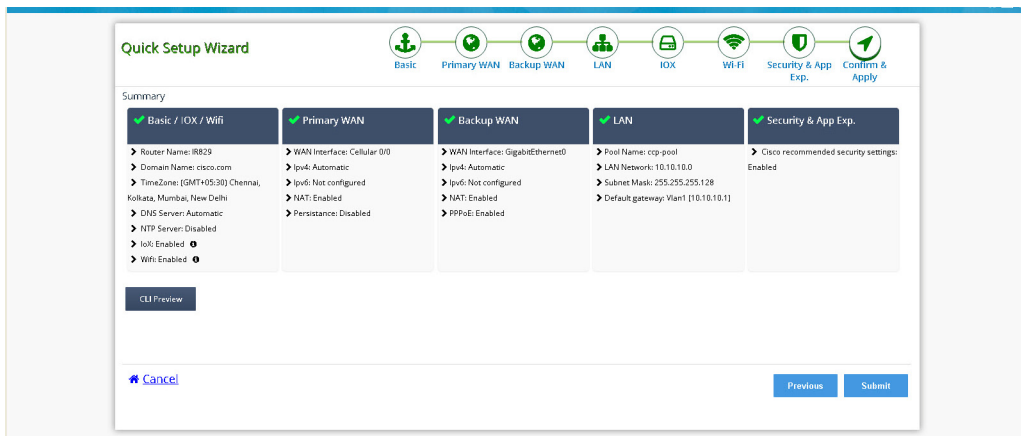 Quick Setup Wizard
Basic
Primary WAN
Backup WAN
LAN
IOX
Wi-Fi
Security & App
Exp.
Confirm &
Apply
Summary
Basic / IOX / Wifi
Router Name: IR829
Domain Name: cisco.com
TimeZone: [GMT+05:30) Chennai,
Kolkata, Mumbai, New Delhi
DNS Server: Automatic
NTP Server: Disabled
IoX: Enabled
Wifi: Enabled
Primary WAN
WAN Interface: Cellular 0/0
Ipv4: Automatic
Ipv6: Not configured
NAT: Enabled
Persistance: Disabled
Backup WAN
WAN Interface: GigabitEthernet0
Ipv4: Automatic
Ipv6: Not configured
NAT: Enabled
PPPoE: Enabled
LAN
Pool Name: ccp-pool
LAN Network: 10.10.10.0
Subnet Mask: 255.255.255.128
Default gateway: Vlan1 [10.10.10.1]
Security & App Exp.
Cisco recommended security settings:
Enabled
CLI Preview
Cancel
Previous
Submit